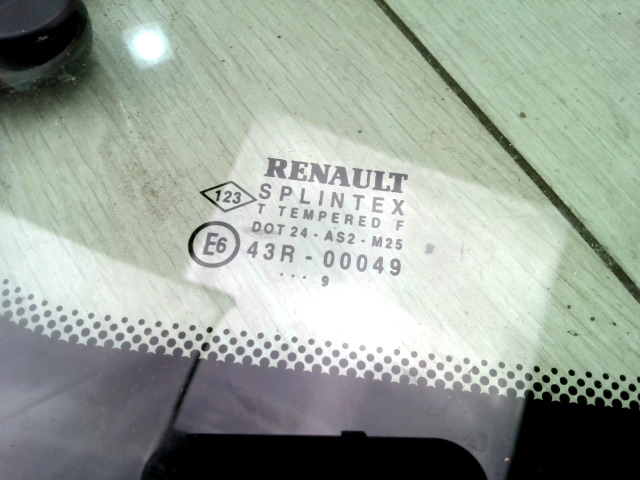 RENAULT
123
SPLINTEX
T TEMPERED F
DOT 24 - AS2 - M25
E6
43R - 00049
... 9